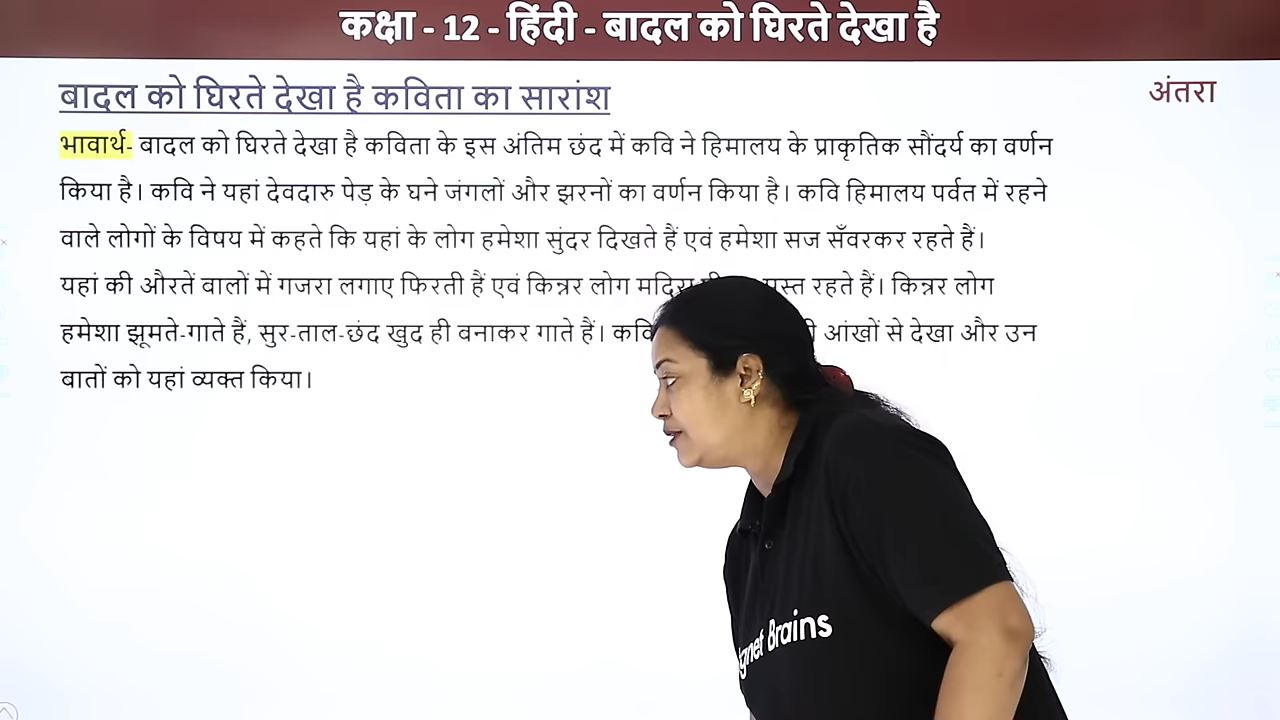 कक्षा - 12 - हिंदी - बादल को घिरते देखा है
बादल को घिरते देखा है कविता का सारांश
अंतरा
भावार्थ- बादल को घिरते देखा है कविता के इस अंतिम छंद में कवि ने हिमालय के प्राकृतिक सौंदर्य का वर्णन
किया है। कवि ने यहां देवदारु पेड़ के घने जंगलों और झरनों का वर्णन किया है। कवि हिमालय पर्वत में रहने
वाले लोगों के विषय में कहते कि यहां के लोग हमेशा सुंदर दिखते हैं एवं हमेशा सज सँवरकर रहते हैं।
यहां की औरतें वालों में गजरा लगाए फिरती हैं एवं किन्नर लोग रहते हैं। किन्नर लोग
हमेशा झूमते-गाते हैं, सुर-ताल-छंद खुद ही वनाकर गाते हैं। आंखों से देखा और उन
बातों को यहां व्यक्त किया।
Brains